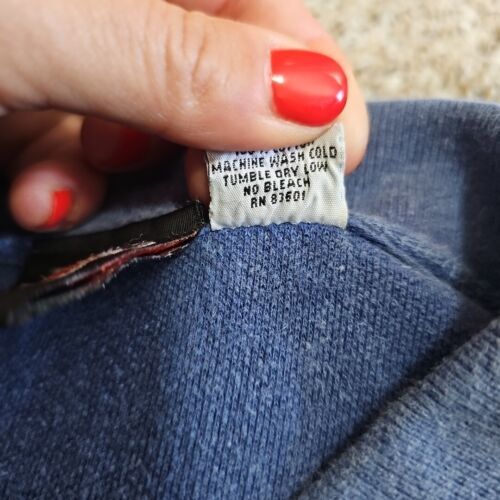 MACHINE WASH COLD
TUMBLE DRY LOW
NO BLEACH
RN 83601